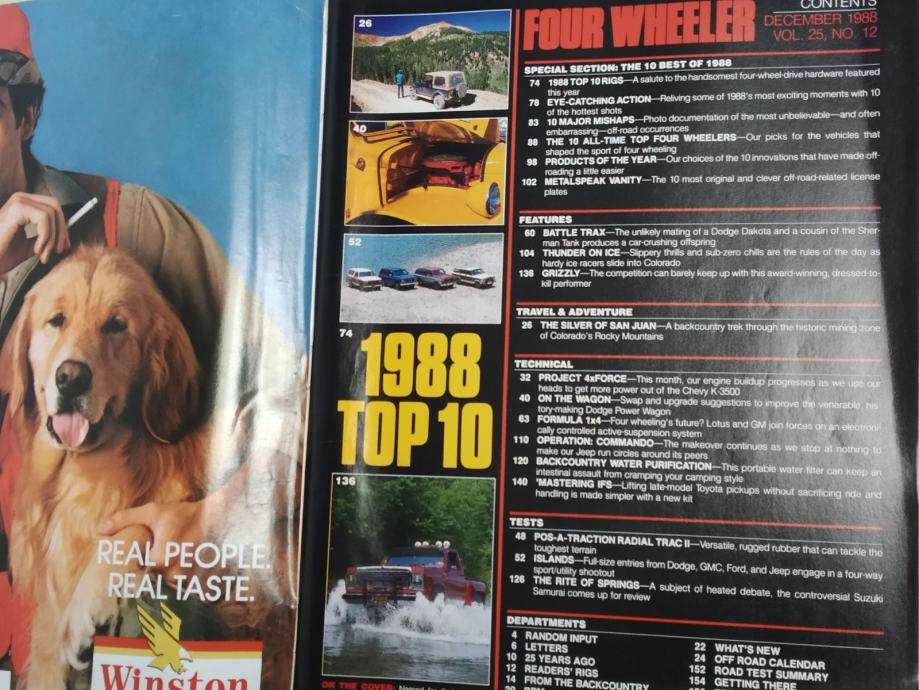 REAL PEOPLE.
REAL TASTE.
Winston
26
40
52
74
1988
TOP 10
136
ON THE COVER:
CONTENTS
FOUR WHEELER
DECEMBER 1988
VOL. 25, NO. 12
SPECIAL SECTION: THE 10 BEST OF 1988
74 1988 TOP 10 RIGS—A salute to the handsomest four-wheel-drive hardware featured
this year
78 EYE-CATCHING ACTION—Reliving some of 1988's most exciting moments with 10
of the hottest shots
83 10 MAJOR MISHAPS—Photo documentation of the most unbelievable—and often
embarrassing—off-road occurrences
88 THE 10 ALL-TIME TOP FOUR WHEELERS—Our picks for the vehicles that
shaped the sport of four wheeling
98 PRODUCTS OF THE YEAR—Our choices of the 10 innovations that have made off-
roading a little easier
102 METALSPEAK VANITY—The 10 most original and clever off-road-related license
plates
FEATURES
60 BATTLE TRAX—The unlikely mating of a Dodge Dakota and a cousin of the Sher-
man Tank produces a car-crushing offspring
104 THUNDER ON ICE—Slippery thrills and sub-zero chills are the rules of the day as
hardy ice racers slide into Colorado
136 GRIZZLY—The competition can barely keep up with this award-winning, dressed-to-
kill performer
TRAVEL & ADVENTURE
26 THE SILVER OF SAN JUAN—A backcountry trek through the historic mining zone
of Colorado's Rocky Mountains
TECHNICAL
32 PROJECT 4xFORCE—This month, our engine buildup progresses as we use our
heads to get more power out of the Chevy K-3500
40 ON THE WAGON—Swap and upgrade suggestions to improve the venerable, his-
tory-making Dodge Power Wagon
63 FORMULA 1x4—Four wheeling's future? Lotus and GM join forces on an electroni-
cally controlled active-suspension system
110 OPERATION: COMMANDO—The makeover continues as we stop at nothing to
make our Jeep run circles around its peers
120 BACKCOUNTRY WATER PURIFICATION—This portable water filter can keep an
intestinal assault from cramping your camping style
140 'MASTERING IFS—Lifting late-model Toyota pickups without sacrificing ride and
handling is made simpler with a new kit
TESTS
48 POS-A-TRACTION RADIAL TRAC II—Versatile, rugged rubber that can tackle the
toughest terrain
52 ISLANDS—Full-size entries from Dodge, GMC, Ford, and Jeep engage in a four-way
sport/utility shootout
126 THE RITE OF SPRINGS—A subject of heated debate, the controversial Suzuki
Samurai comes up for review
DEPARTMENTS
4 RANDOM INPUT
6 LETTERS
10 25 YEARS AGO
12 READERS' RIGS
14 FROM THE BACKCOUNTRY
22 WHAT'S NEW
24 OFF ROAD CALENDAR
152 ROAD TEST SUMMARY
154 GETTING THERE